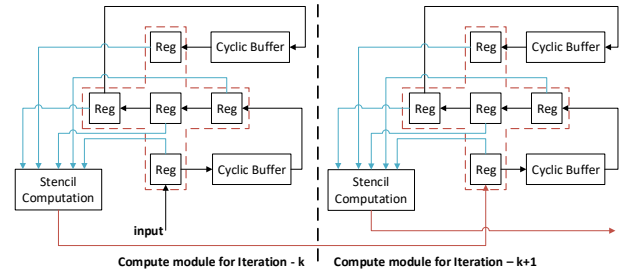 Reg
Cyclic Buffer
Reg
Reg
Reg
Reg
Cyclic Buffer
Stencil
Computation
input
Compute module for Iteration - k
Reg
Cyclic Buffer
Reg
Reg
Reg
Reg
Cyclic Buffer
Stencil
Computation
Compute module for Iteration – k+1